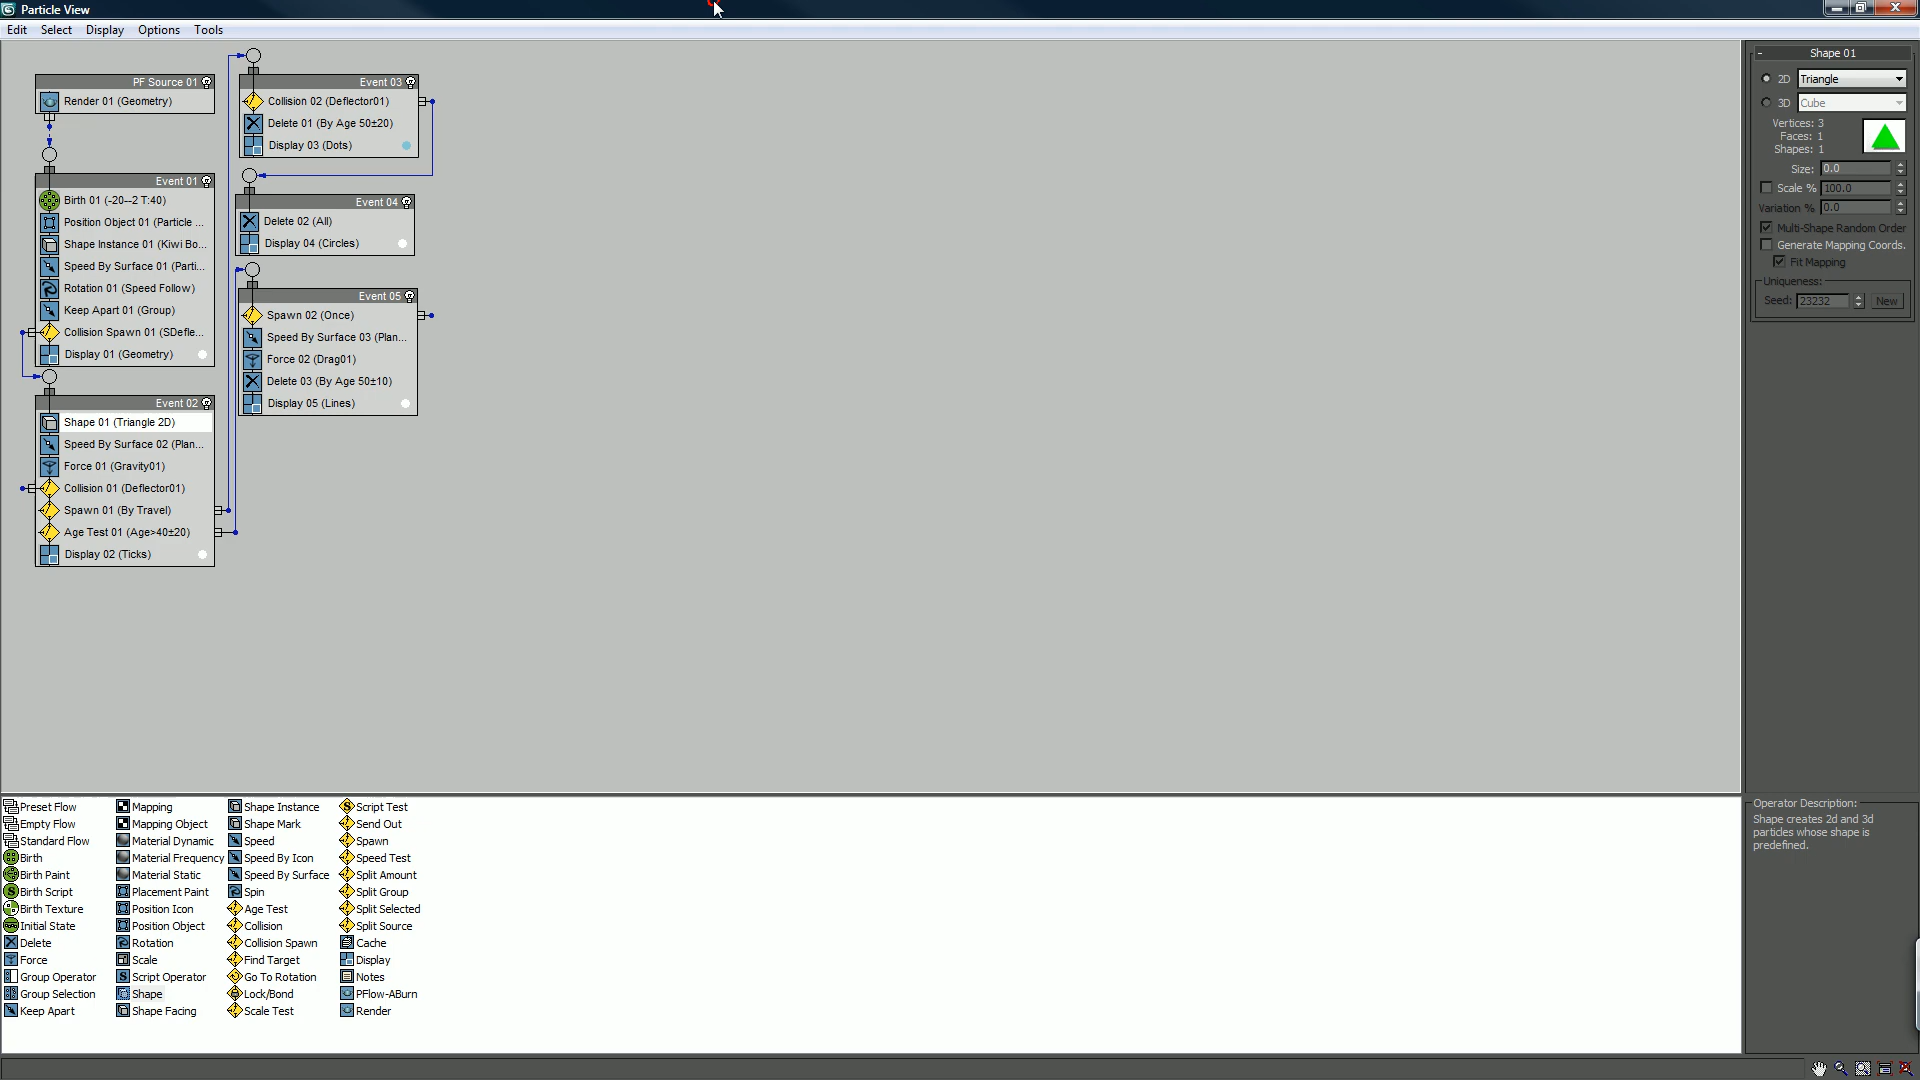 Particle View
Edit Select Display Options Tools
PF Source 01
Render 01 (Geometry)
Event 01
Birth 01 (-20--2 T:40)
Position Object 01 (Particle ...
Shape Instance 01 (Kiwi Bo...
Speed By Surface 01 (Parti...
Rotation 01 (Speed Follow)
Keep Apart 01 (Group)
Collision Spawn 01 (SDefle...
Display 01 (Geometry)
Event 02
Shape 01 (Triangle 2D)
Speed By Surface 02 (Plan...
Force 01 (Gravity01)
Collision 01 (Deflector01)
Spawn 01 (By Travel)
Age Test 01 (Age>40±20)
Display 02 (Ticks)
Event 03
Collision 02 (Deflector01)
Delete 01 (By Age 50±20)
Display 03 (Dots)
Event 04
Delete 02 (All)
Display 04 (Circles)
Event 05
Spawn 02 (Once)
Speed By Surface 03 (Plan...
Force 02 (Drag01)
Delete 03 (By Age 50±10)
Display 05 (Lines)
- Shape 01
2D Triangle
3D Cube
Vertices: 3
Faces: 1
Shapes: 1
Size: 0.0
Scale % 100.0
Variation % 0.0
Multi-Shape Random Order
Generate Mapping Coords.
Fit Mapping
Uniqueness:
Seed: 23232 New
Preset Flow Mapping Shape Instance Script Test
Empty Flow Mapping Object Shape Mark Send Out
Standard Flow Material Dynamic Speed Spawn
Birth Material Frequency Speed By Icon Speed Test
Birth Paint Material Static Speed By Surface Split Amount
Birth Script Placement Paint Spin Split Group
Birth Texture Position Icon Age Test Split Selected
Initial State Position Object Collision Split Source
Delete Rotation Collision Spawn Cache
Force Scale Find Target Display
Group Operator Script Operator Go To Rotation Notes
Group Selection Shape Lock/Bond PFlow-ABurn
Keep Apart Shape Facing Scale Test Render
Operator Description:
Shape creates 2d and 3d
particles whose shape is
predefined.